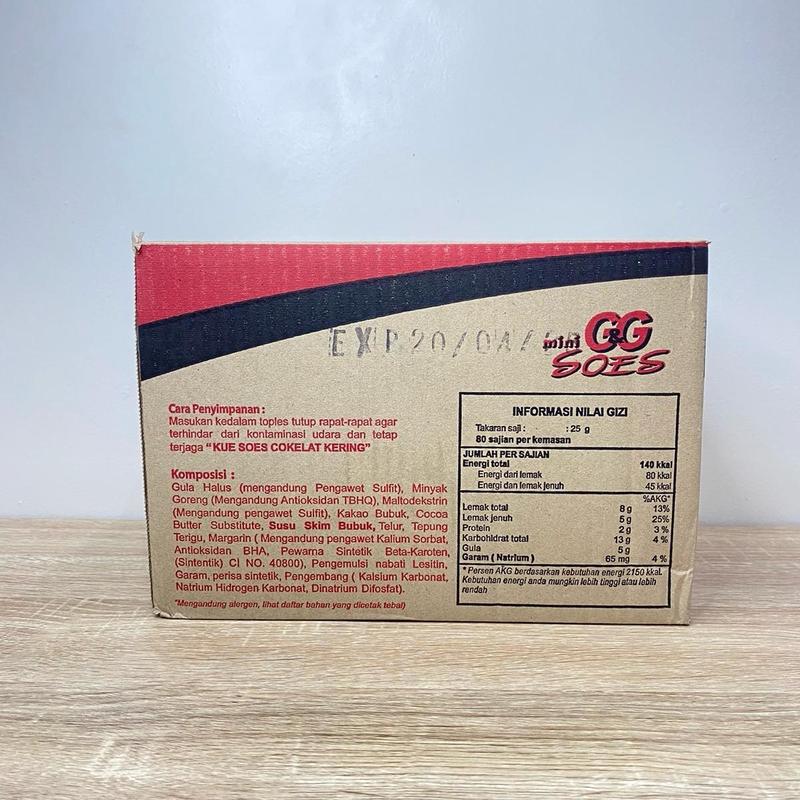 EXP 20/04/
mini G&G
SOES
Cara Penyimpanan :
Masukan kedalam toples tutup rapat-rapat agar
terhindar dari kontaminasi udara dan tetap
terjaga “KUE SOES COKELAT KERING”
Komposisi :
Gula Halus (mengandung Pengawet Sulfit), Minyak
Goreng (Mengandung Antioksidan TBHQ), Maltodekstrin
(Mengandung pengawet Sulfit), Kakao Bubuk, Cocoa
Butter Substitute, Susu Skim Bubuk, Telur, Tepung
Terigu, Margarin ( Mengandung pengawet Kalium Sorbat,
Antioksidan BHA, Pewarna Sintetik Beta-Karoten,
(Sintentik) CI NO. 40800), Pengemulsi nabati Lesitin,
Garam, perisa sintetik, Pengembang ( Kalsium Karbonat,
Natrium Hidrogen Karbonat, Dinatrium Difosfat).
*Mengandung alergen, lihat daftar bahan yang dicetak tebal)
INFORMASI NILAI GIZI
Takaran saji : : 25 g
80 sajian per kemasan
JUMLAH PER SAJIAN
Energi total 140 kkal
Energi dari lemak 80 kkal
Energi dan lemak jenuh 45 kkal
%AKG*
Lemak total 8 g 13%
Lemak jenuh 5 g 25%
Protein 2 g 3 %
Karbohidrat total 13 g 4 %
Gula 5 g
Garam ( Natrium ) 65 mg 4 %
* Persen AKG berdasarkan kebutuhan energi 2150 kkal.
Kebutuhan energi anda mungkin lebih tinggi atau lebih
rendah